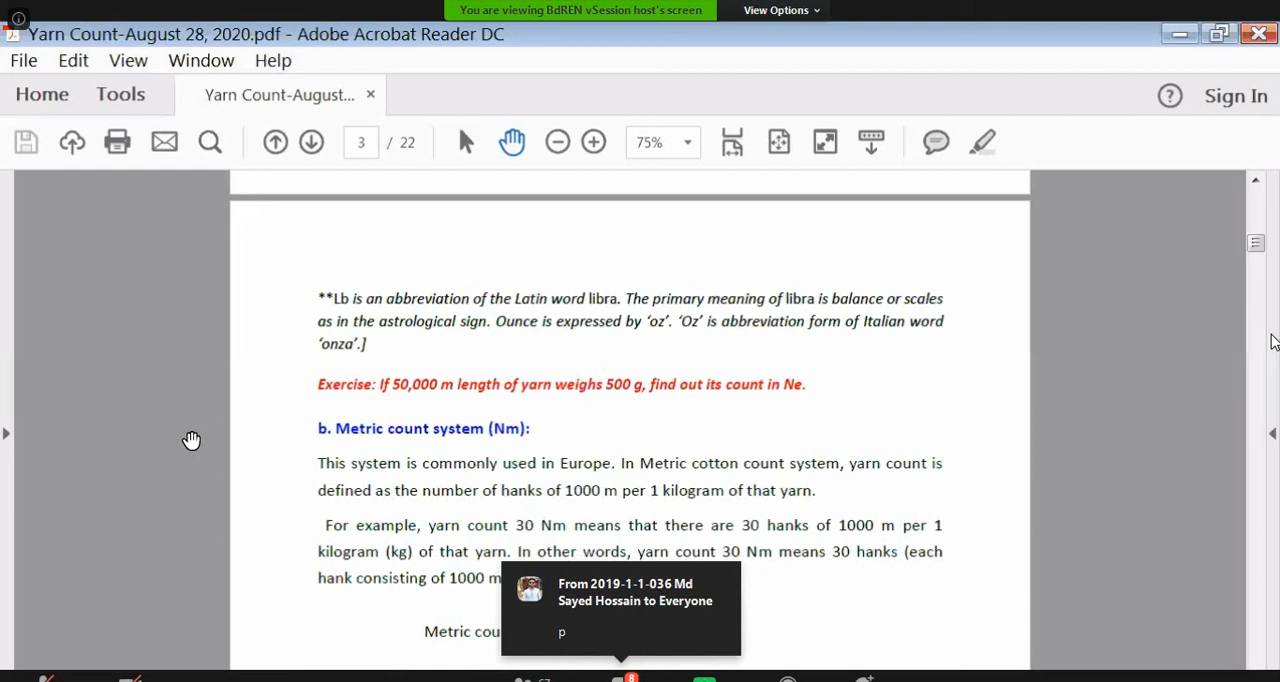 You are viewing BdREN vSession host's screen
View Options
Yarn Count-August 28, 2020.pdf - Adobe Acrobat Reader DC
File Edit View Window Help
Home Tools Yarn Count-August... × Sign In
3 / 22 75%
**Lb is an abbreviation of the Latin word libra. The primary meaning of libra is balance or scales
as in the astrological sign. Ounce is expressed by ‘oz’. ‘Oz’ is abbreviation form of Italian word
‘onza’.]
Exercise: If 50,000 m length of yarn weighs 500 g, find out its count in Ne.
b. Metric count system (Nm):
This system is commonly used in Europe. In Metric cotton count system, yarn count is
defined as the number of hanks of 1000 m per 1 kilogram of that yarn.
For example, yarn count 30 Nm means that there are 30 hanks of 1000 m per 1
kilogram (kg) of that yarn. In other words, yarn count 30 Nm means 30 hanks (each
hank consisting of 1000 m
From 2019-1-1-036 Md
Sayed Hossain to Everyone
p
Metric cou
8